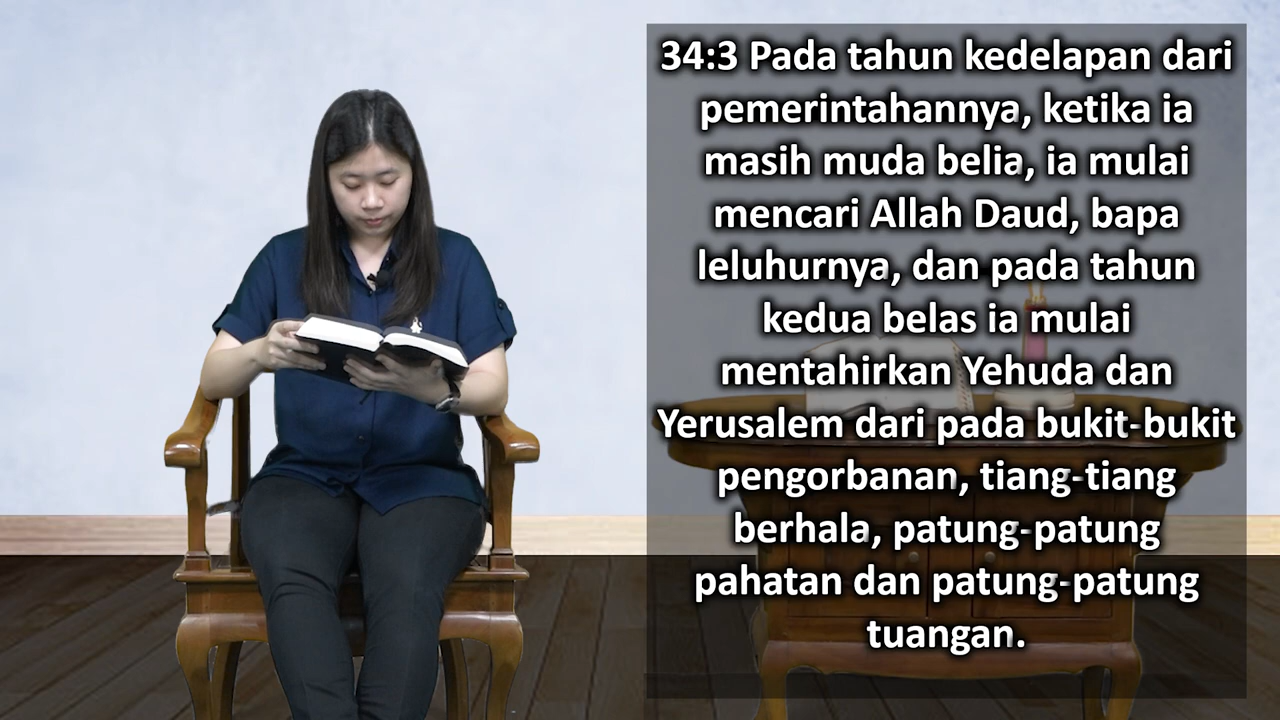 34:3 Pada tahun kedelapan dari
pemerintahannya, ketika ia
masih muda belia, ia mulai
mencari Allah Daud, bapa
leluhurnya, dan pada tahun
kedua belas ia mulai
mentahirkan Yehuda dan
Yerusalem dari pada bukit-bukit
pengorbanan, tiang-tiang
berhala, patung-patung
pahatan dan patung-patung
tuangan.